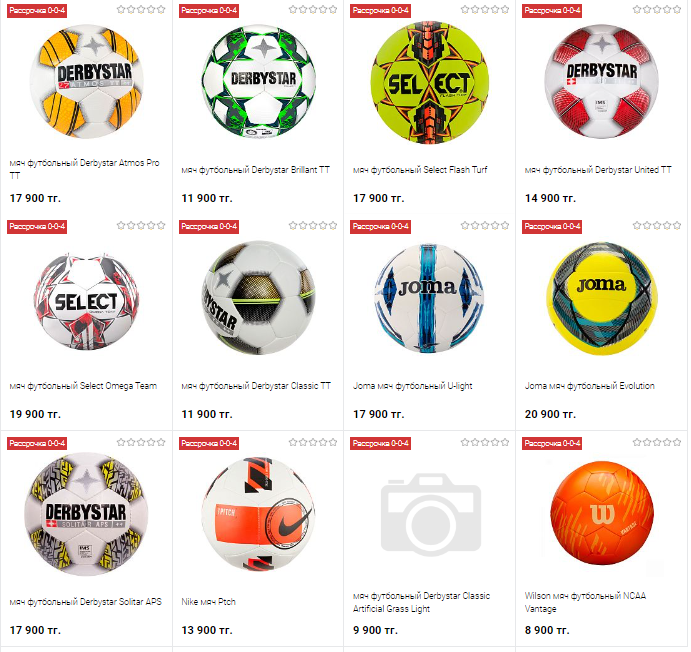 Рассрочка 0-0-4
DERBYSTAR
ATMOS
мяч футбольный Derbystar Atmos Pro
TT
17 900 тг.
Рассрочка 0-0-4
DERBYSTAR
мяч футбольный Derbystar Brillant TT
11 900 тг.
Рассрочка 0-0-4
SELECT
FLASH TURF
мяч футбольный Select Flash Turf
17 900 тг.
Рассрочка 0-0-4
DERBYSTAR
IMS
мяч футбольный Derbystar United TT
14 900 тг.
Рассрочка 0-0-4
SELECT
мяч футбольный Select Omega Team
19 900 тг.
Рассрочка 0-0-4
DERBYSTAR
мяч футбольный Derbystar Classic TT
11 900 тг.
Рассрочка 0-0-4
Joma
Joma мяч футбольный U-light
17 900 тг.
Рассрочка 0-0-4
Joma
Joma мяч футбольный Evolution
20 900 тг.
Рассрочка 0-0-4
DERBYSTAR
SOLITAR APS
IMS
мяч футбольный Derbystar Solitar APS
17 900 тг.
Рассрочка 0-0-4
PITCH
Nike мяч Ptch
13 900 тг.
Рассрочка 0-0-4
мяч футбольный Derbystar Classic
Artificial Grass Light
9 900 тг.
Рассрочка 0-0-4
W
Wilson мяч футбольный NCAA
Vantage
8 900 тг.